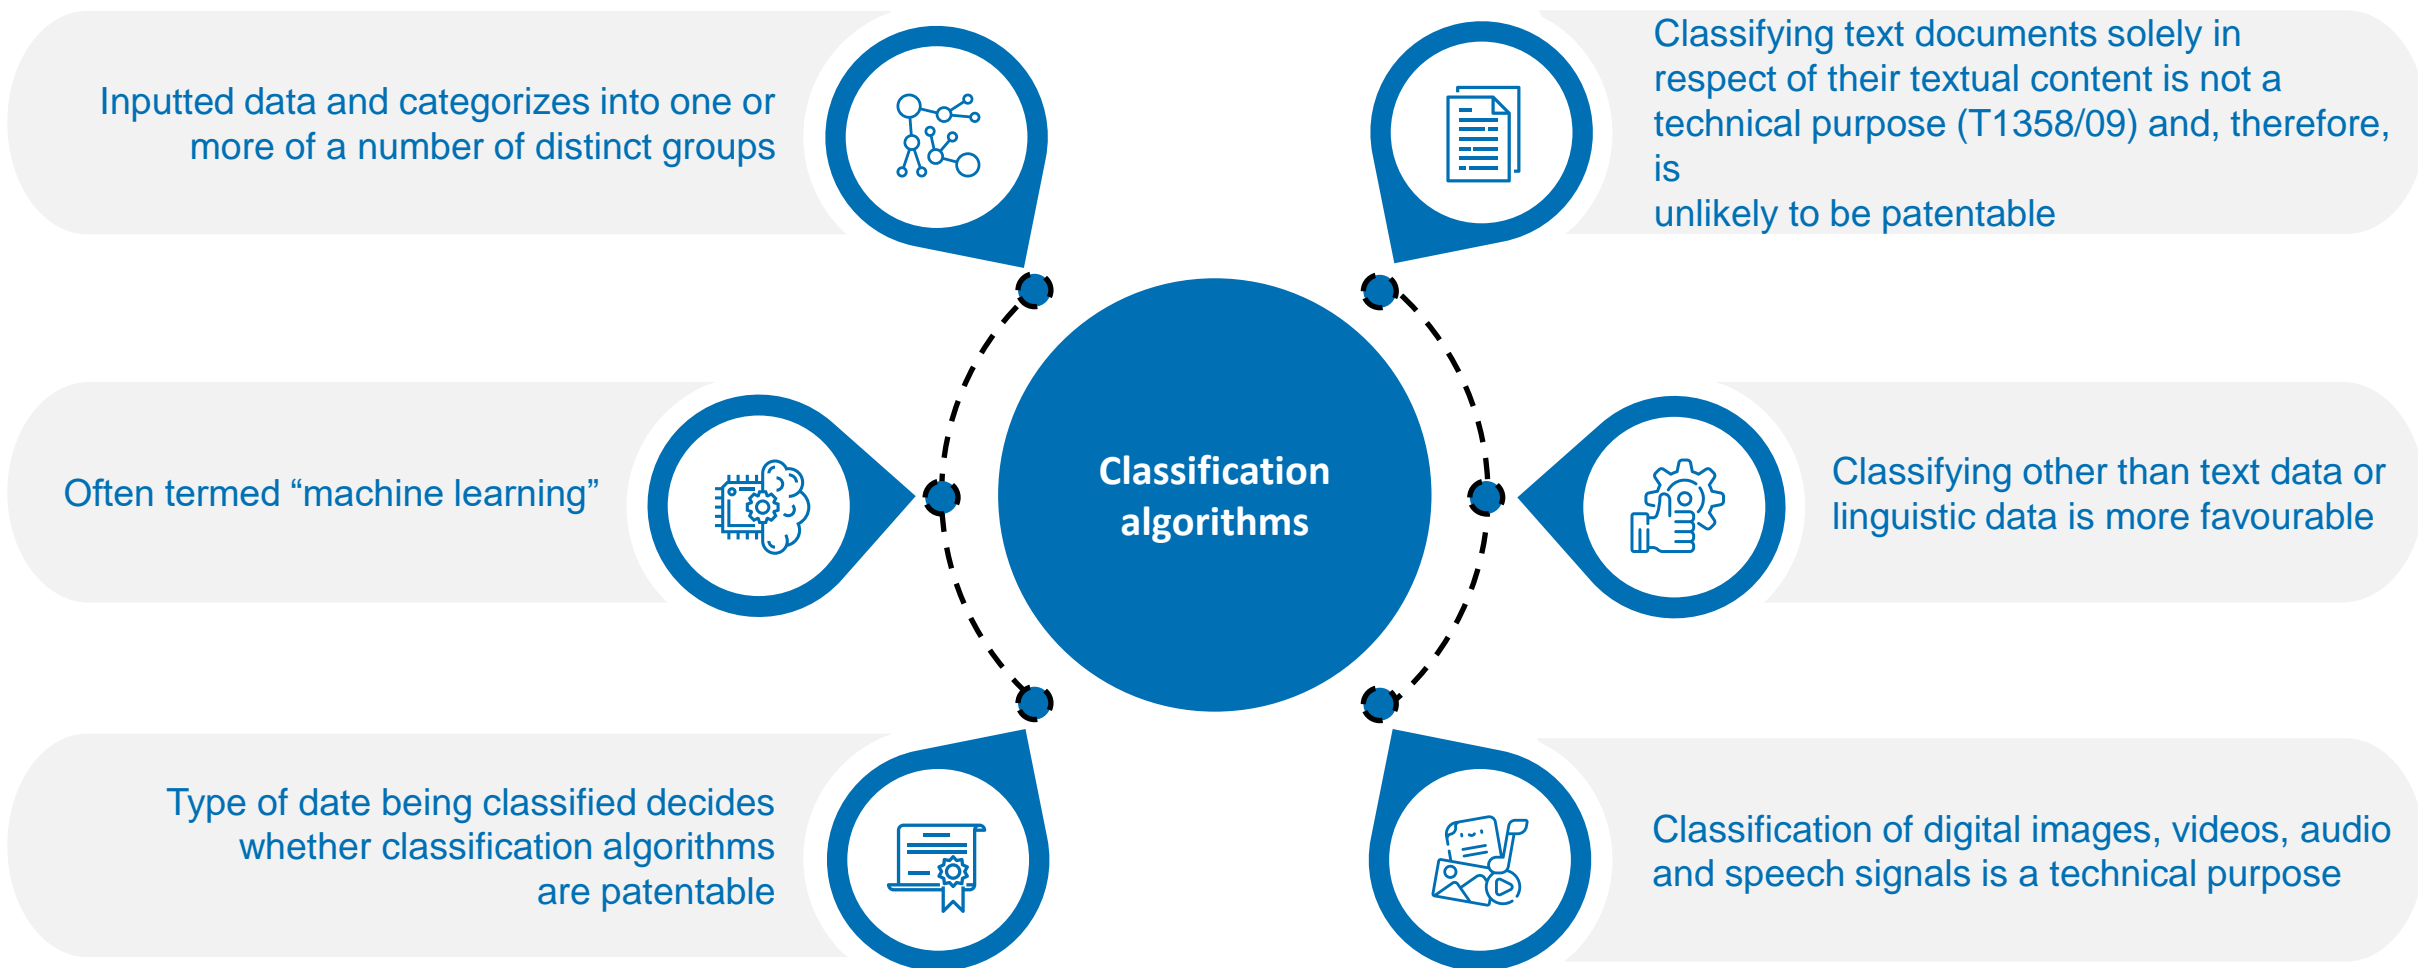 Inputted data and categorizes into one or
more of a number of distinct groups
Often termed “machine learning”
Type of date being classified decides
whether classification algorithms
are patentable
Classification
algorithms
Classifying text documents solely in
respect of their textual content is not a
technical purpose (T1358/09) and, therefore,
is
unlikely to be patentable
Classifying other than text data or
linguistic data is more favourable
Classification of digital images, videos, audio
and speech signals is a technical purpose